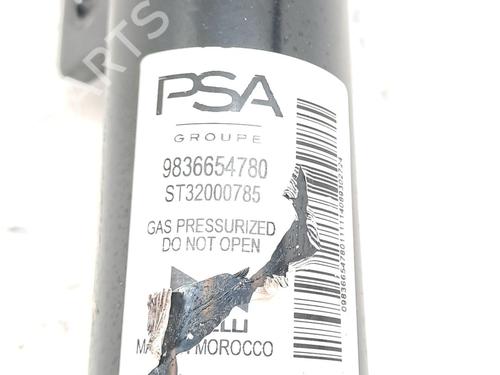 PSA
GROUPE
9836654780
ST32000785
GAS PRESSURIZED
DO NOT OPEN
MOROCCO